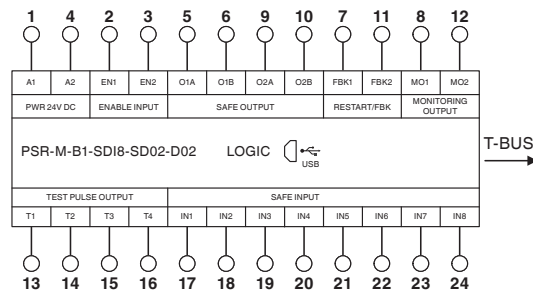 1 4 2 3 5 6 9 10 7 11 8 12
A1 A2 EN1 EN2 O1A O1B O2A O2B FBK1 FBK2 MO1 MO2
PWR 24V DC ENABLE INPUT SAFE OUTPUT RESTART/FBK MONITORING
OUTPUT
PSR-M-B1-SDI8-SD02-D02 LOGIC USB
T-BUS
TEST PULSE OUTPUT SAFE INPUT
T1 T2 T3 T4 IN1 IN2 IN3 IN4 IN5 IN6 IN7 IN8
13 14 15 16 17 18 19 20 21 22 23 24